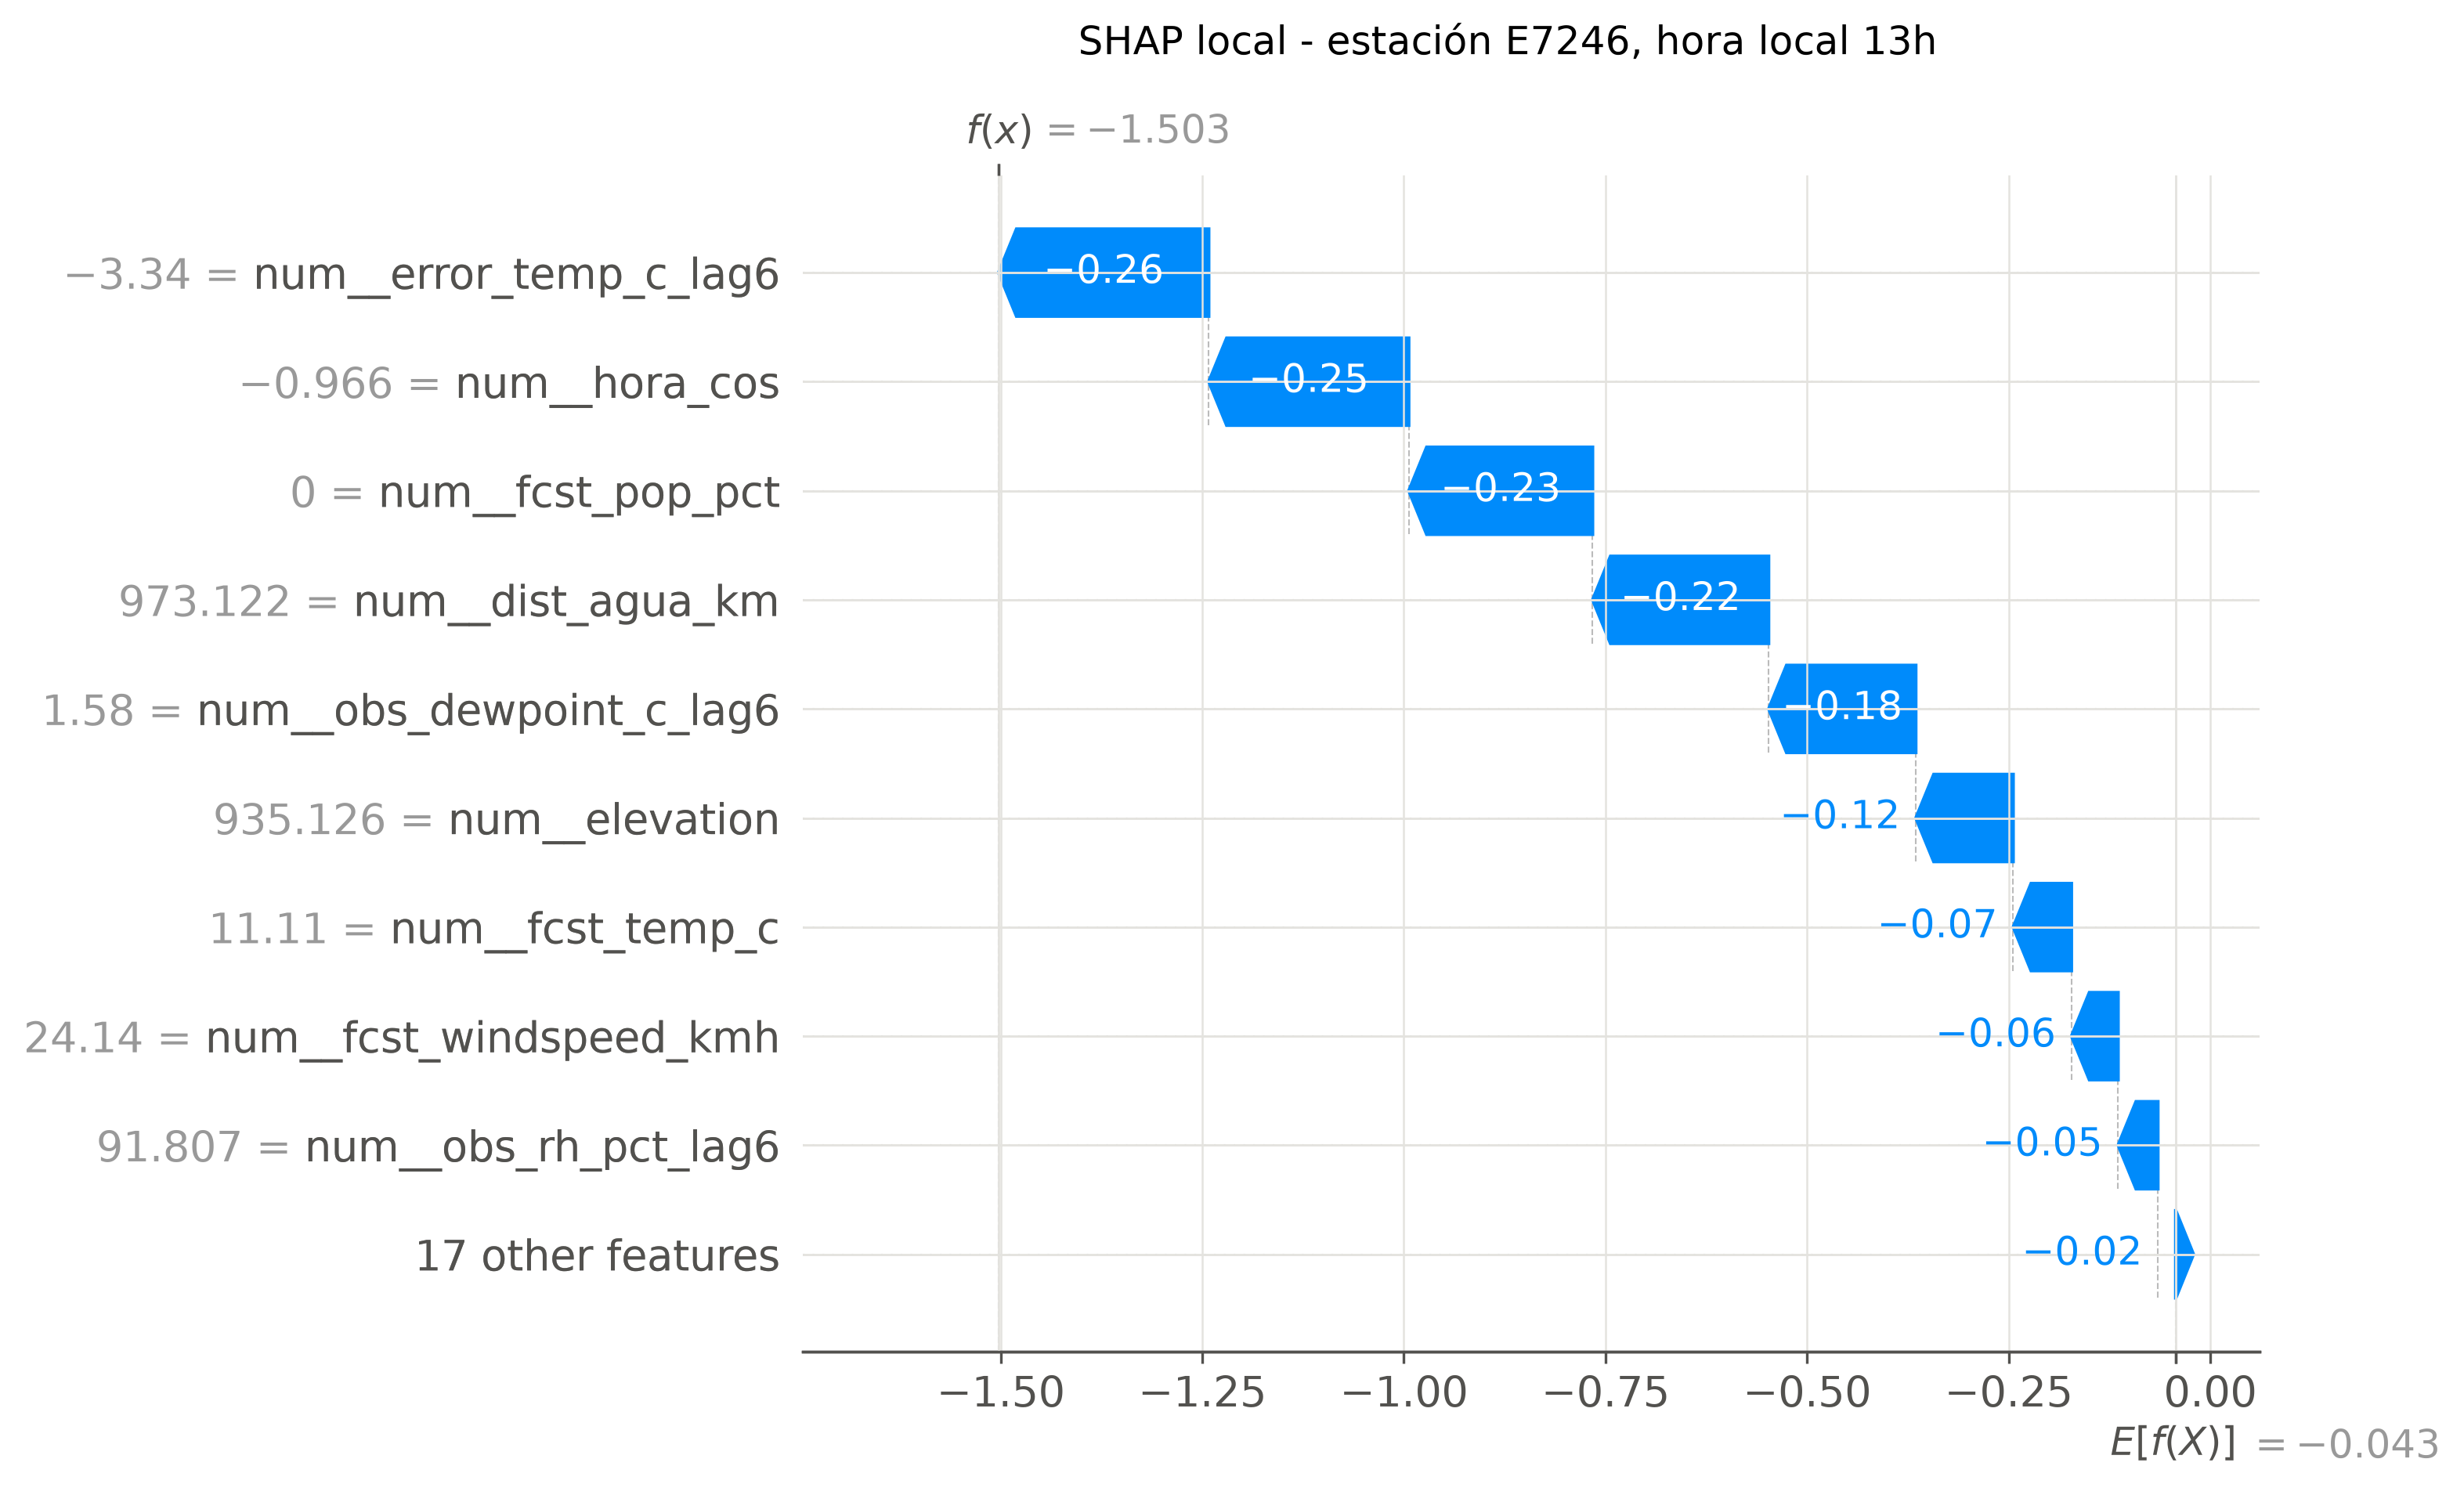 SHAP local - estación E7246, hora local 13h
f(x) = −1.503
−3.34 = num__error_temp_c_lag6
−0.26
−0.966 = num__hora_cos
−0.25
0 = num__fcst_pop_pct
−0.23
973.122 = num__dist_agua_km
−0.22
1.58 = num__obs_dewpoint_c_lag6
−0.18
935.126 = num__elevation
−0.12
11.11 = num__fcst_temp_c
−0.07
24.14 = num__fcst_windspeed_kmh
−0.06
91.807 = num__obs_rh_pct_lag6
−0.05
17 other features
−0.02
−1.50 −1.25 −1.00 −0.75 −0.50 −0.25 0.00
E[f(X)] = −0.043